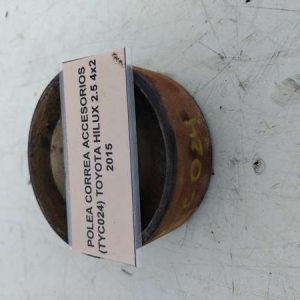 POLEA CORREA ACCESORIOS
(TYC024) TOYOTA HILUX 2.5 4x2
2015